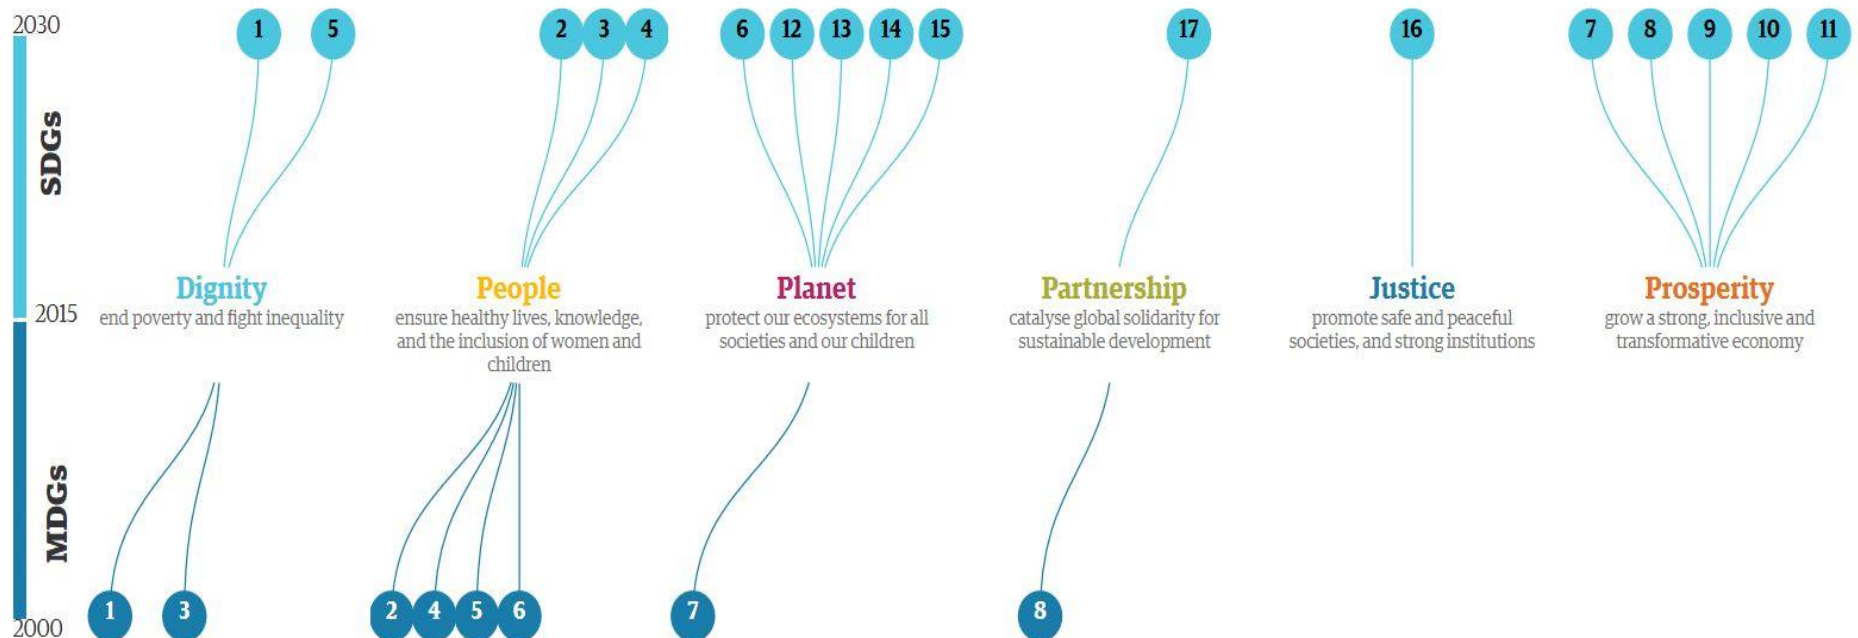 2030
1 5 2 3 4 6 12 13 14 15 17 16 7 8 9 10 11
SDGs
Dignity People Planet Partnership Justice Prosperity
2015
end poverty and fight inequality
ensure healthy lives, knowledge,
and the inclusion of women and
children
protect our ecosystems for all
societies and our children
catalyse global solidarity for
sustainable development
promote safe and peaceful
societies, and strong institutions
grow a strong, inclusive and
transformative economy
MDGs
1 3 2 4 5 6 7 8
2000